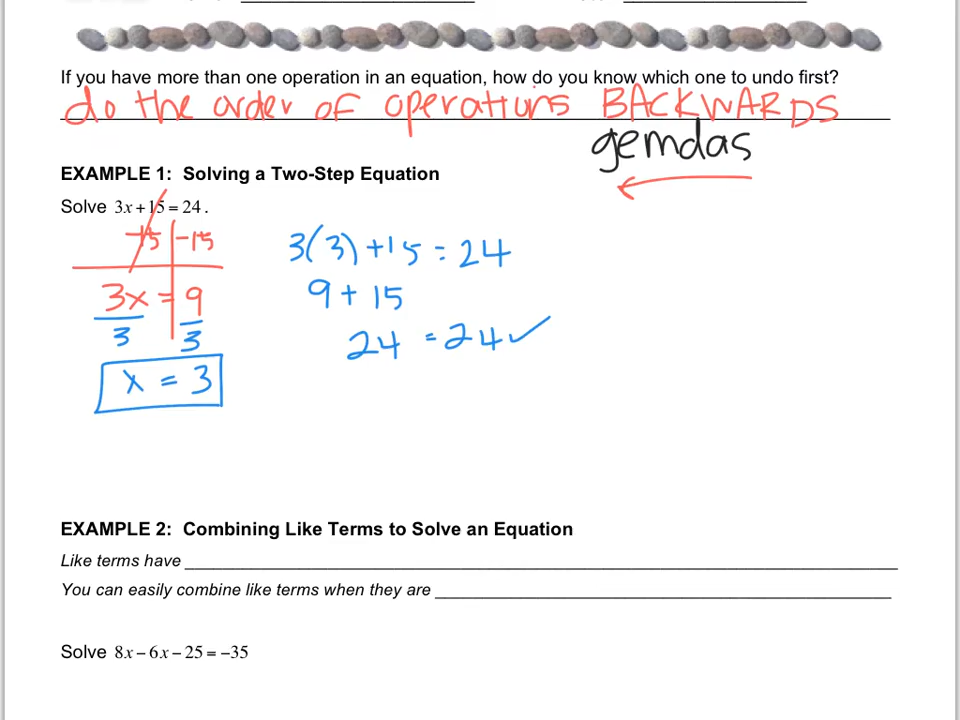 If you have more than one operation in an equation, how do you know which one to undo first?
do the order of operations BACKWARDS
gemdas
EXAMPLE 1: Solving a Two-Step Equation
Solve 3x + 15 = 24.
-15 | -15
3x = 9
3 3
x = 3
3(3) + 15 = 24
9 + 15
24 = 24 ✓
EXAMPLE 2: Combining Like Terms to Solve an Equation
Like terms have
You can easily combine like terms when they are
Solve 8x – 6x – 25 = –35